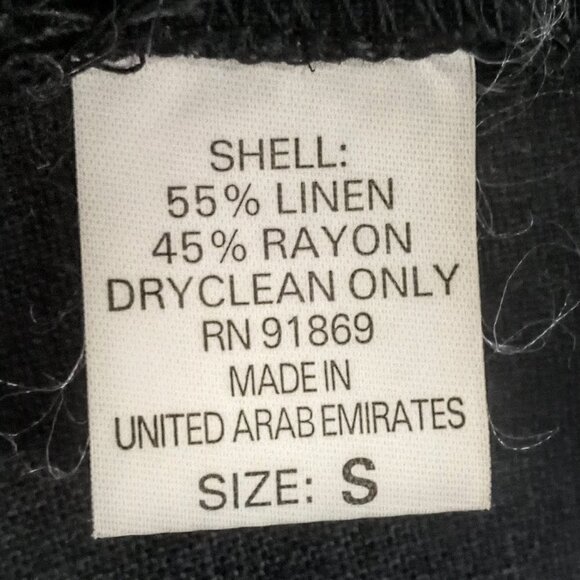 SHELL:
55% LINEN
45% RAYON
DRYCLEAN ONLY
RN 91869
MADE IN
UNITED ARAB EMIRATES
SIZE: S